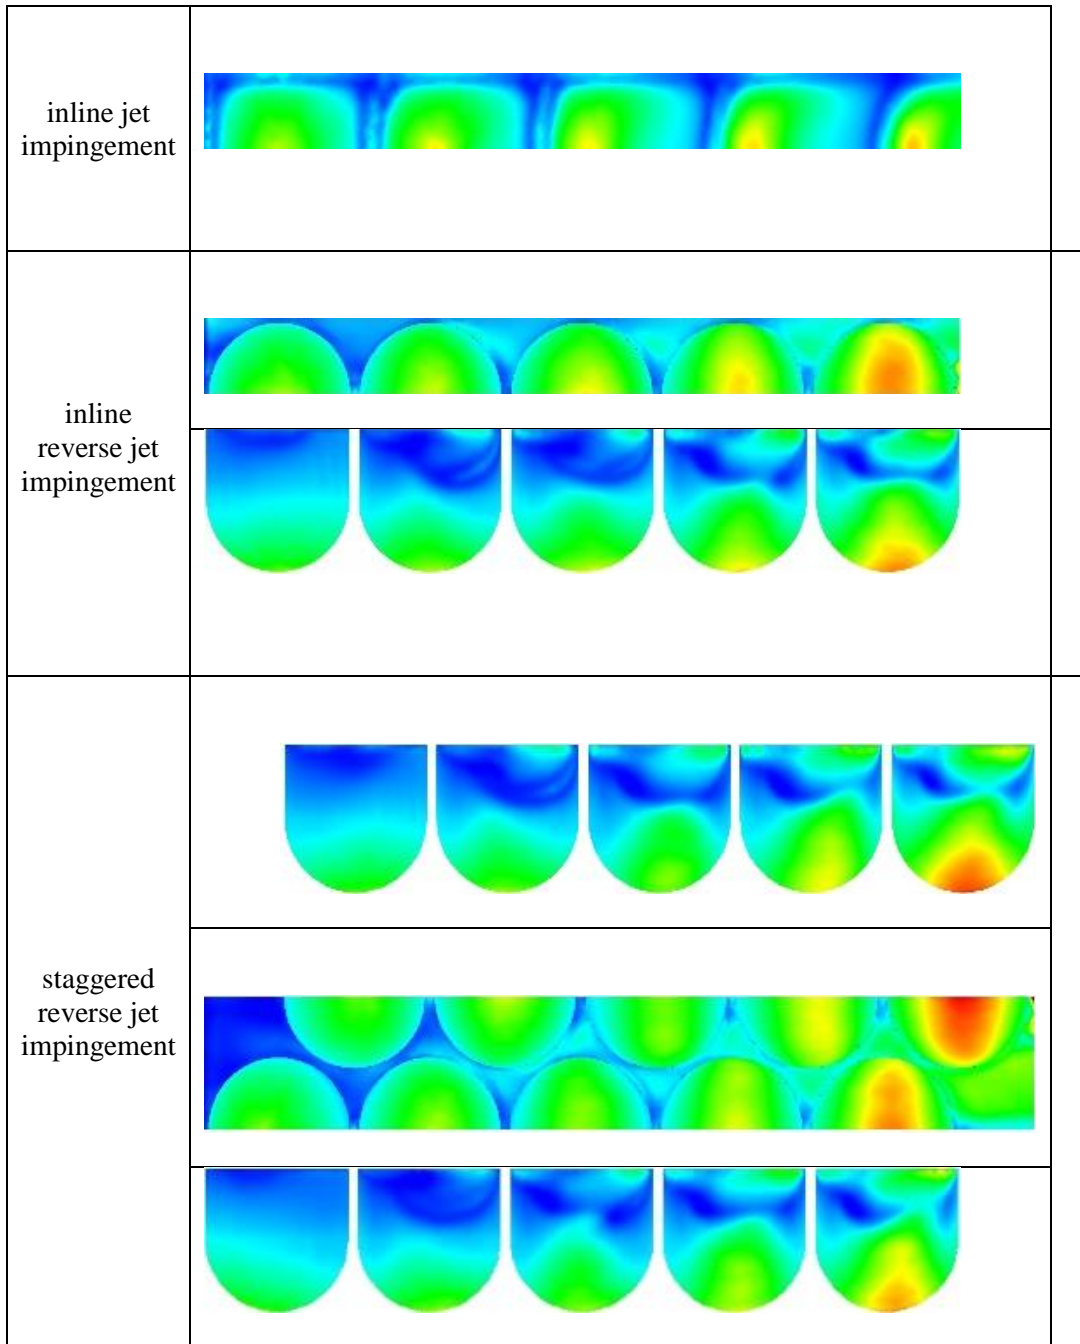 inline jet
impingement
inline
reverse jet
impingement
staggered
reverse jet
impingement